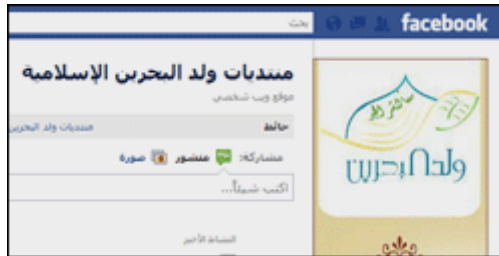 facebook
بحث
منتديات ولد البحرين الإسلامية
موقع ويب شخصي
حائط
منتديات ولد البحرين
مشاركة: منشور صورة
اكتب شيئاً...
النشاط الأخير
ولد البحرين